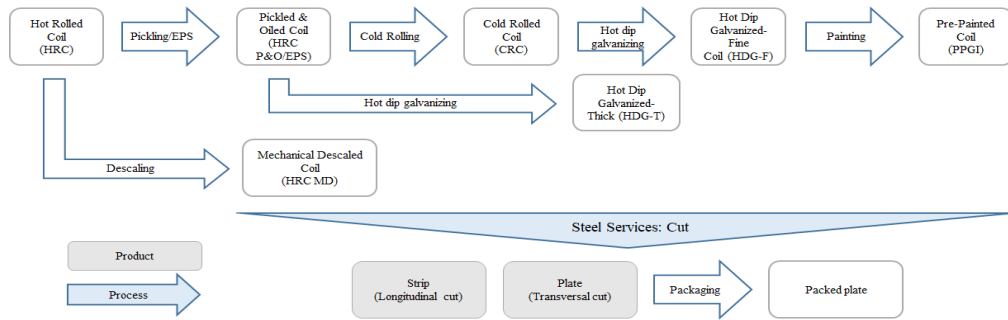 Hot Rolled
Coil
(HRC)
Pickling/EPS
Pickled &
Oiled Coil
(HRC
P&O/EPS)
Cold Rolling
Cold Rolled
Coil
(CRC)
Hot dip
galvanizing
Hot Dip
Galvanized-
Fine
Coil (HDG-F)
Painting
Pre-Painted
Coil
(PPGI)
Hot dip galvanizing
Hot Dip
Galvanized-
Thick (HDG-T)
Descaling
Mechanical Descaled
Coil
(HRC MD)
Steel Services: Cut
Product
Process
Strip
(Longitudinal cut)
Plate
(Transversal cut)
Packaging
Packed plate